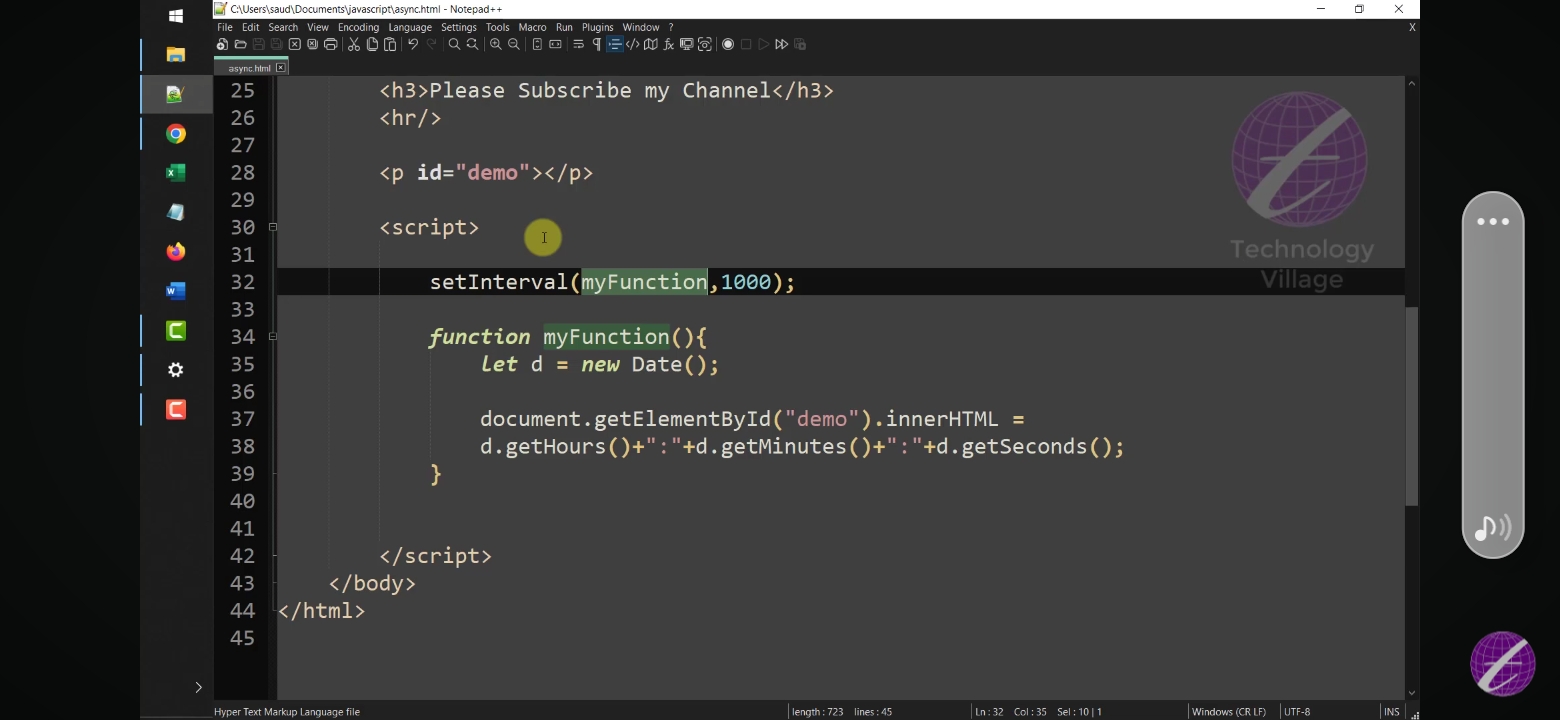 C:\Users\saud\Documents\javascript\async.html - Notepad++
File Edit Search View Encoding Language Settings Tools Macro Run Plugins Window ? X
async.html
25 <h3>Please Subscribe my Channel</h3>
26 <hr/>
27
28 <p id="demo"></p>
29
30 <script>
31
32 setInterval(myFunction,1000);
33
34 function myFunction(){
35 let d = new Date();
36
37 document.getElementById("demo").innerHTML =
38 d.getHours()+":"+d.getMinutes()+":"+d.getSeconds();
39 }
40
41
42 </script>
43 </body>
44 </html>
45
Technology
Village
Hyper Text Markup Language file length : 723 lines : 45 Ln : 32 Col : 35 Sel : 10 | 1 Windows (CR LF) UTF-8 INS